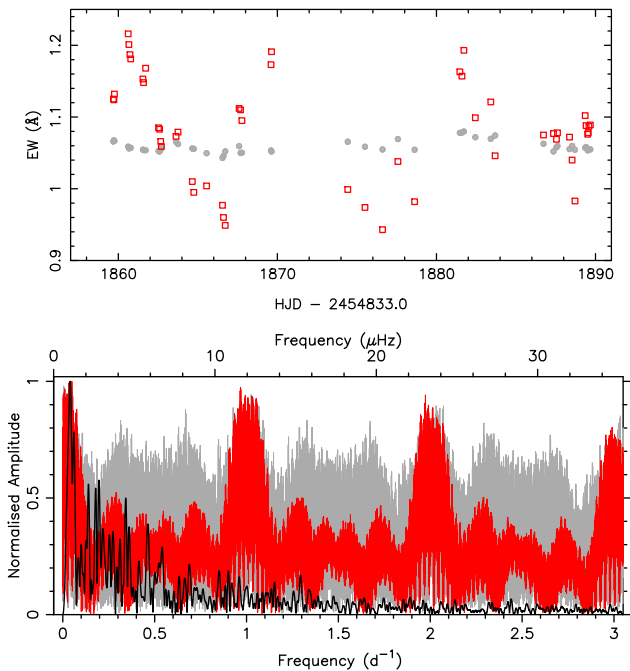 EW (Å)
1.2
1.1
1
0.9
1860 1870 1880 1890
HJD − 2454833.0
Frequency (μHz)
0 10 20 30
Normalised Amplitude
1
0.5
0
0 0.5 1 1.5 2 2.5 3
Frequency (d⁻¹)